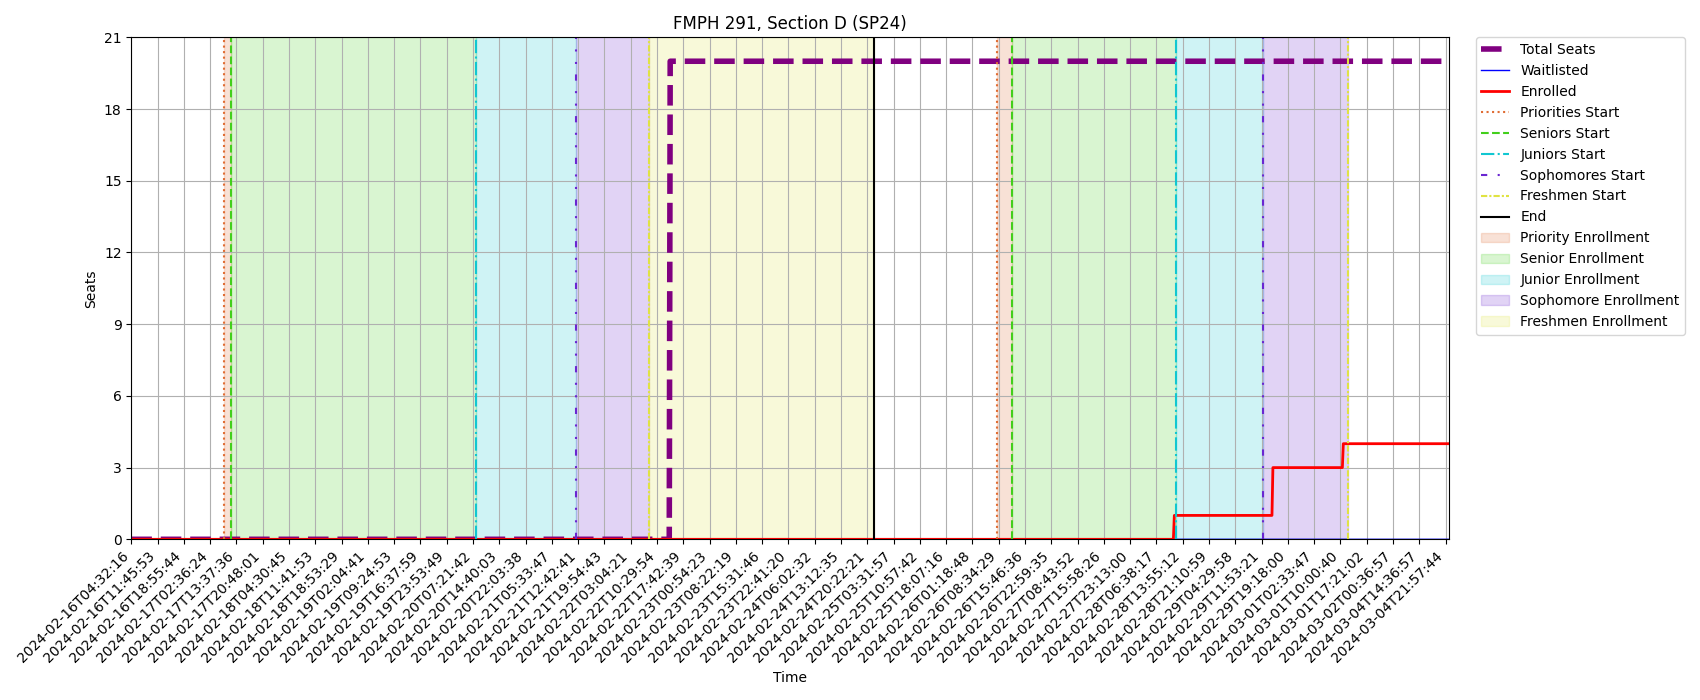 FMPH 291, Section D (SP24)
21
18
15
12
9
6
3
0
Seats
2024-02-16T04:32:16
2024-02-16T11:45:53
2024-02-16T18:55:44
2024-02-17T02:36:24
2024-02-17T13:37:36
2024-02-17T20:48:01
2024-02-18T04:30:45
2024-02-18T11:41:53
2024-02-18T18:53:29
2024-02-19T02:04:41
2024-02-19T09:24:53
2024-02-19T16:37:59
2024-02-19T23:53:49
2024-02-20T07:21:42
2024-02-20T14:40:03
2024-02-20T22:03:38
2024-02-21T05:33:47
2024-02-21T12:42:41
2024-02-21T19:54:43
2024-02-22T03:04:21
2024-02-22T10:29:54
2024-02-22T17:42:39
2024-02-23T00:54:23
2024-02-23T08:22:19
2024-02-23T15:31:46
2024-02-23T22:41:20
2024-02-24T06:02:32
2024-02-24T13:12:35
2024-02-24T20:22:21
2024-02-25T03:31:57
2024-02-25T10:57:42
2024-02-25T18:07:16
2024-02-26T01:18:48
2024-02-26T08:34:29
2024-02-26T15:46:36
2024-02-26T22:59:35
2024-02-27T08:43:52
2024-02-27T15:58:26
2024-02-27T23:13:00
2024-02-28T06:38:17
2024-02-28T13:55:12
2024-02-28T21:10:59
2024-02-29T04:29:58
2024-02-29T11:53:21
2024-02-29T19:18:00
2024-03-01T02:33:47
2024-03-01T10:00:40
2024-03-01T17:21:02
2024-03-02T00:36:57
2024-03-04T14:36:57
2024-03-04T21:57:44
Time
Total Seats
Waitlisted
Enrolled
Priorities Start
Seniors Start
Juniors Start
Sophomores Start
Freshmen Start
End
Priority Enrollment
Senior Enrollment
Junior Enrollment
Sophomore Enrollment
Freshmen Enrollment